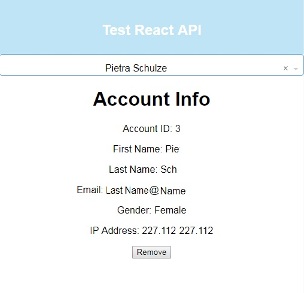 Test React API
Pietra Schulze × -
Account Info
Account ID: 3
First Name: Pie
Last Name: Sch
Email: Last Name@Name
Gender: Female
IP Address: 227.112 227.112
Remove